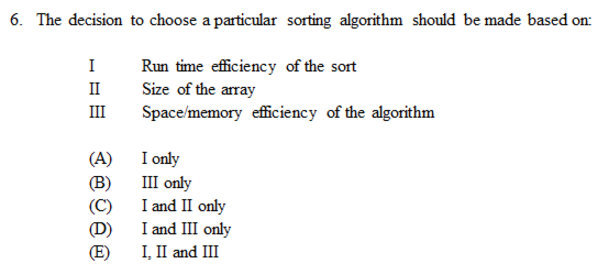 6. The decision to choose a particular sorting algorithm should be made based on:
I Run time efficiency of the sort
II Size of the array
III Space/memory efficiency of the algorithm
(A) I only
(B) III only
(C) I and II only
(D) I and III only
(E) I, II and III